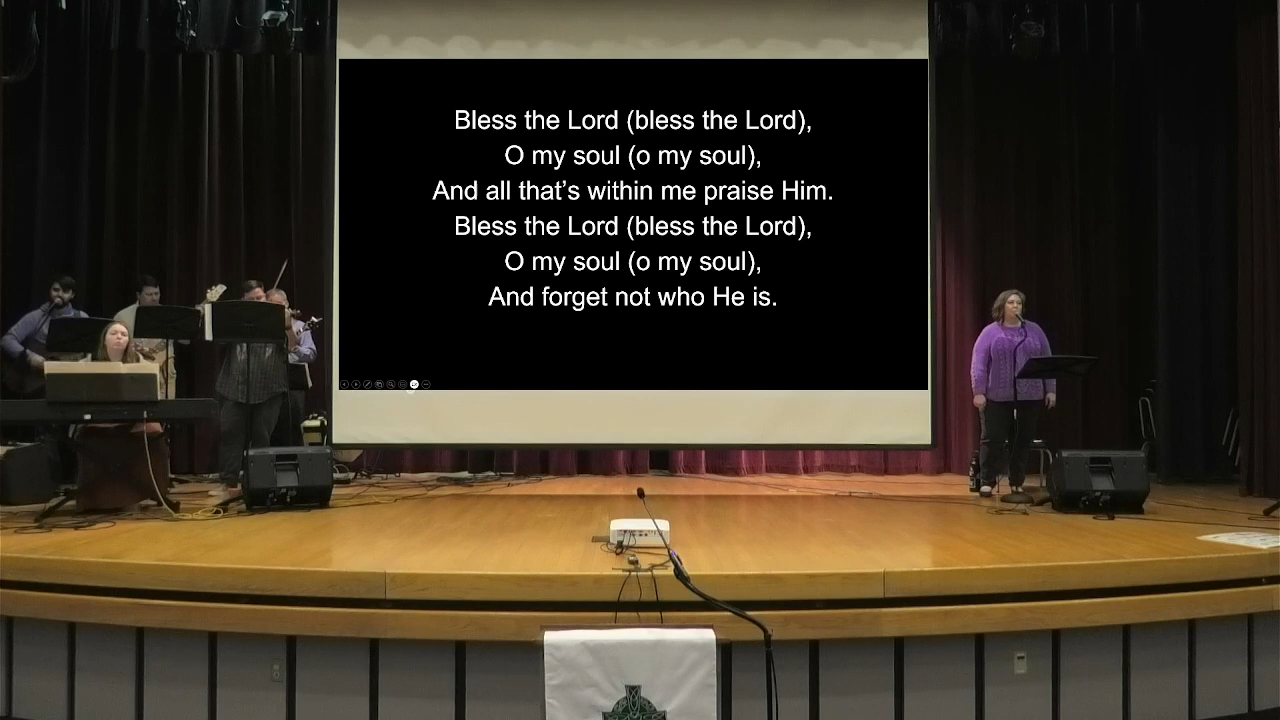 Bless the Lord (bless the Lord),
O my soul (o my soul),
And all that’s within me praise Him.
Bless the Lord (bless the Lord),
O my soul (o my soul),
And forget not who He is.